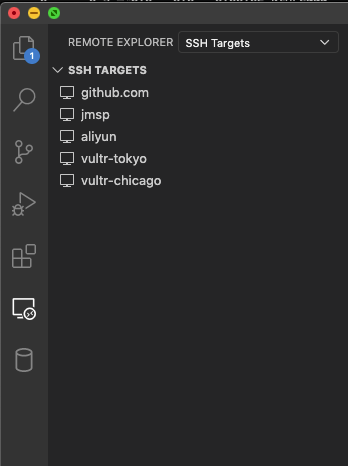 REMOTE EXPLORER SSH Targets
1
SSH TARGETS
github.com
jmsp
aliyun
vultr-tokyo
vultr-chicago